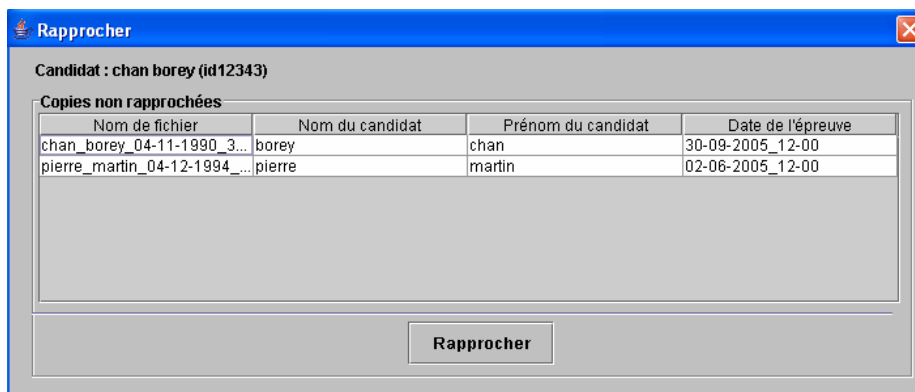 Rapprocher
Candidat : chan borey (id12343)
Copies non rapprochées
Nom de fichier Nom du candidat Prénom du candidat Date de l'épreuve
chan_borey_04-11-1990_3... borey chan 30-09-2005_12-00
pierre_martin_04-12-1994_... pierre martin 02-06-2005_12-00
Rapprocher